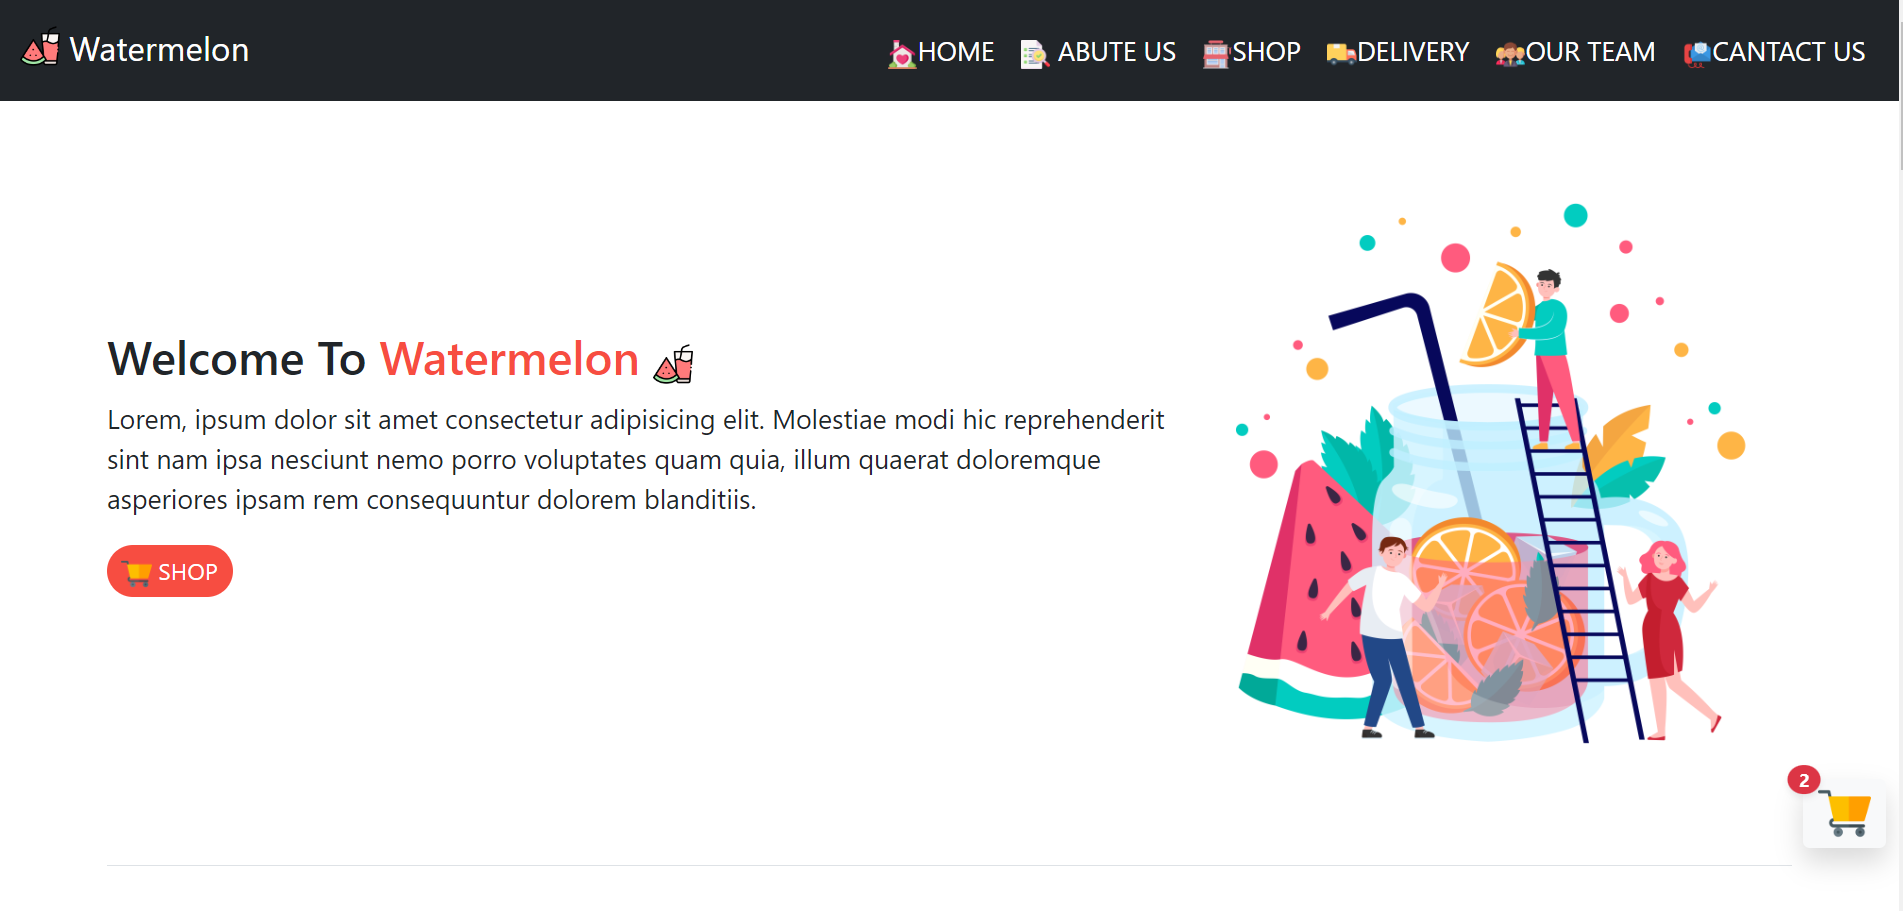 Watermelon
HOME
ABUTE US
SHOP
DELIVERY
OUR TEAM
CANTACT US
Welcome To Watermelon
Lorem, ipsum dolor sit amet consectetur adipisicing elit. Molestiae modi hic reprehenderit
sint nam ipsa nesciunt nemo porro voluptates quam quia, illum quaerat doloremque
asperiores ipsam rem consequuntur dolorem blanditiis.
SHOP
2